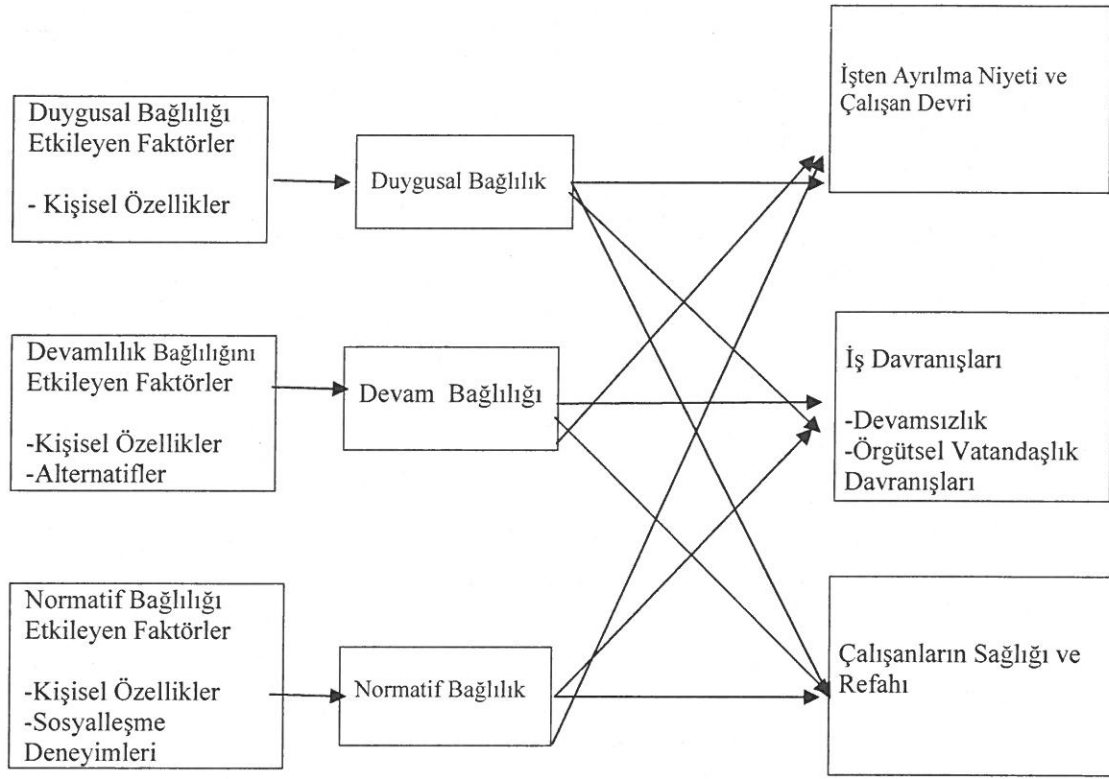 Duygusal Bağlılığı
Etkileyen Faktörler
- Kişisel Özellikler
Duygusal Bağlılık
İşten Ayrılma Niyeti ve
Çalışan Devri
Devamlılık Bağlılığını
Etkileyen Faktörler
-Kişisel Özellikler
-Alternatifler
Devam Bağlılığı
İş Davranışları
-Devamsızlık
-Örgütsel Vatandaşlık
Davranışları
Normatif Bağlılığı
Etkileyen Faktörler
-Kişisel Özellikler
-Sosyalleşme
Deneyimleri
Normatif Bağlılık
Çalışanların Sağlığı ve
Refahı